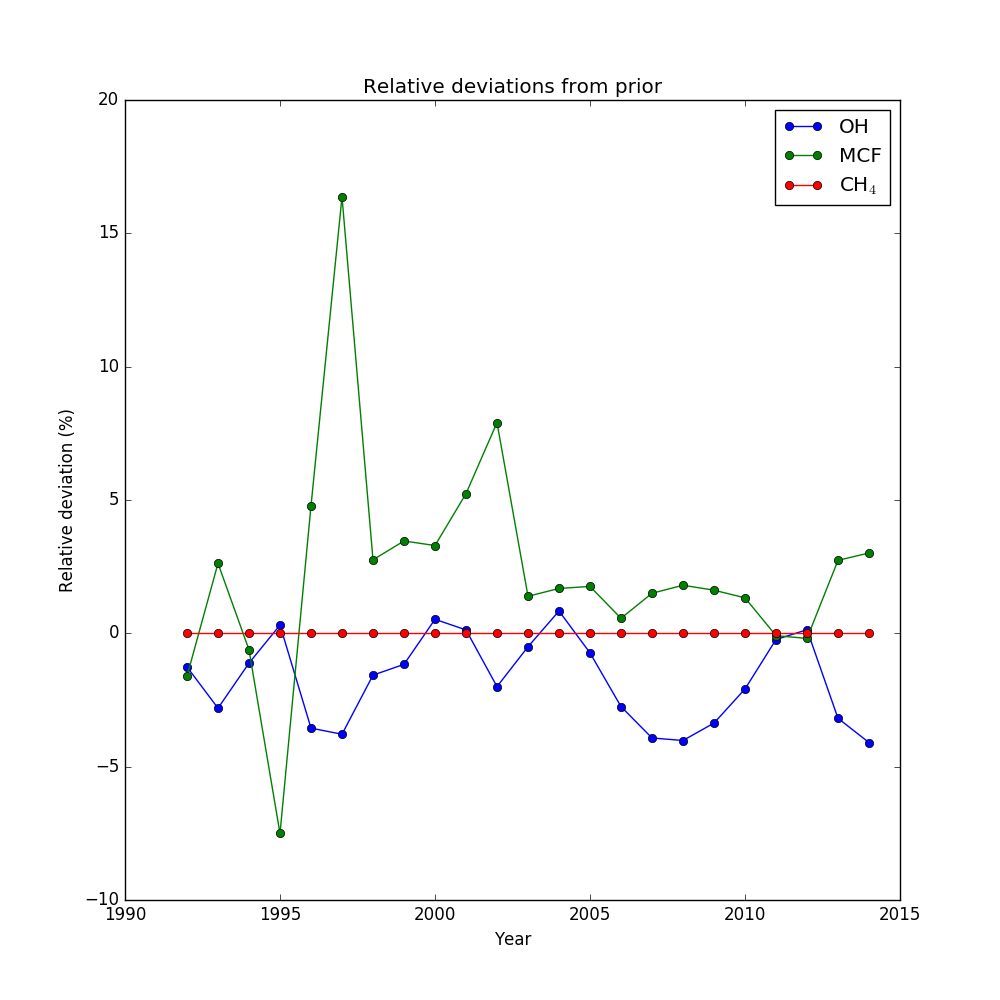 Relative deviations from prior
20
15
10
5
0
−5
−10
Relative deviation (%)
OH
MCF
CH₄
1990
1995
2000
2005
2010
2015
Year